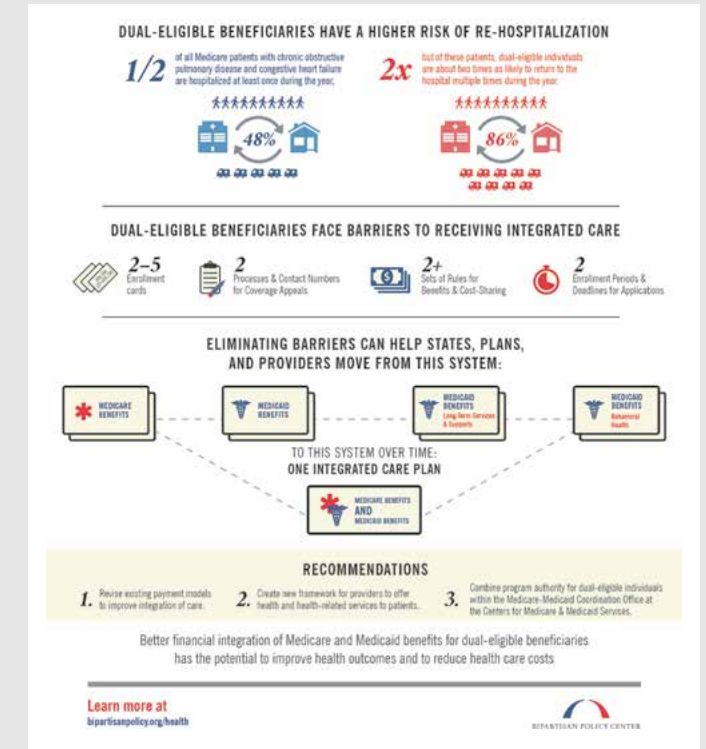 DUAL-ELIGIBLE BENEFICIARIES HAVE A HIGHER RISK OF RE-HOSPITALIZATION
1/2
of all Medicare patients with chronic obstructive
pulmonary disease and congestive heart failure
are hospitalized at least once during the year,
2x
but of these patients, dual-eligible individuals
are about two times as likely to return to the
hospital multiple times during the year.
48%
86%
DUAL-ELIGIBLE BENEFICIARIES FACE BARRIERS TO RECEIVING INTEGRATED CARE
2–5
Enrollment
cards
2
Processes & Contact Numbers
for Coverage Appeals
2+
Sets of Rules for
Benefits & Cost-Sharing
2
Enrollment Periods &
Deadlines for Applications
ELIMINATING BARRIERS CAN HELP STATES, PLANS,
AND PROVIDERS MOVE FROM THIS SYSTEM:
MEDICARE
BENEFITS
MEDICAID
BENEFITS
MEDICAID
BENEFITS
Long-Term Services
& Supports
MEDICAID
BENEFITS
Behavioral
Health
TO THIS SYSTEM OVER TIME:
ONE INTEGRATED CARE PLAN
MEDICARE BENEFITS
AND
MEDICAID BENEFITS
RECOMMENDATIONS
1. Revise existing payment models
to improve integration of care.
2. Create new framework for providers to offer
health and health-related services to patients.
3. Combine program authority for dual-eligible individuals
within the Medicare-Medicaid Coordination Office at
the Centers for Medicare & Medicaid Services.
Better financial integration of Medicare and Medicaid benefits for dual-eligible beneficiaries
has the potential to improve health outcomes and to reduce health care costs
Learn more at
bipartisanpolicy.org/health
BIPARTISAN POLICY CENTER